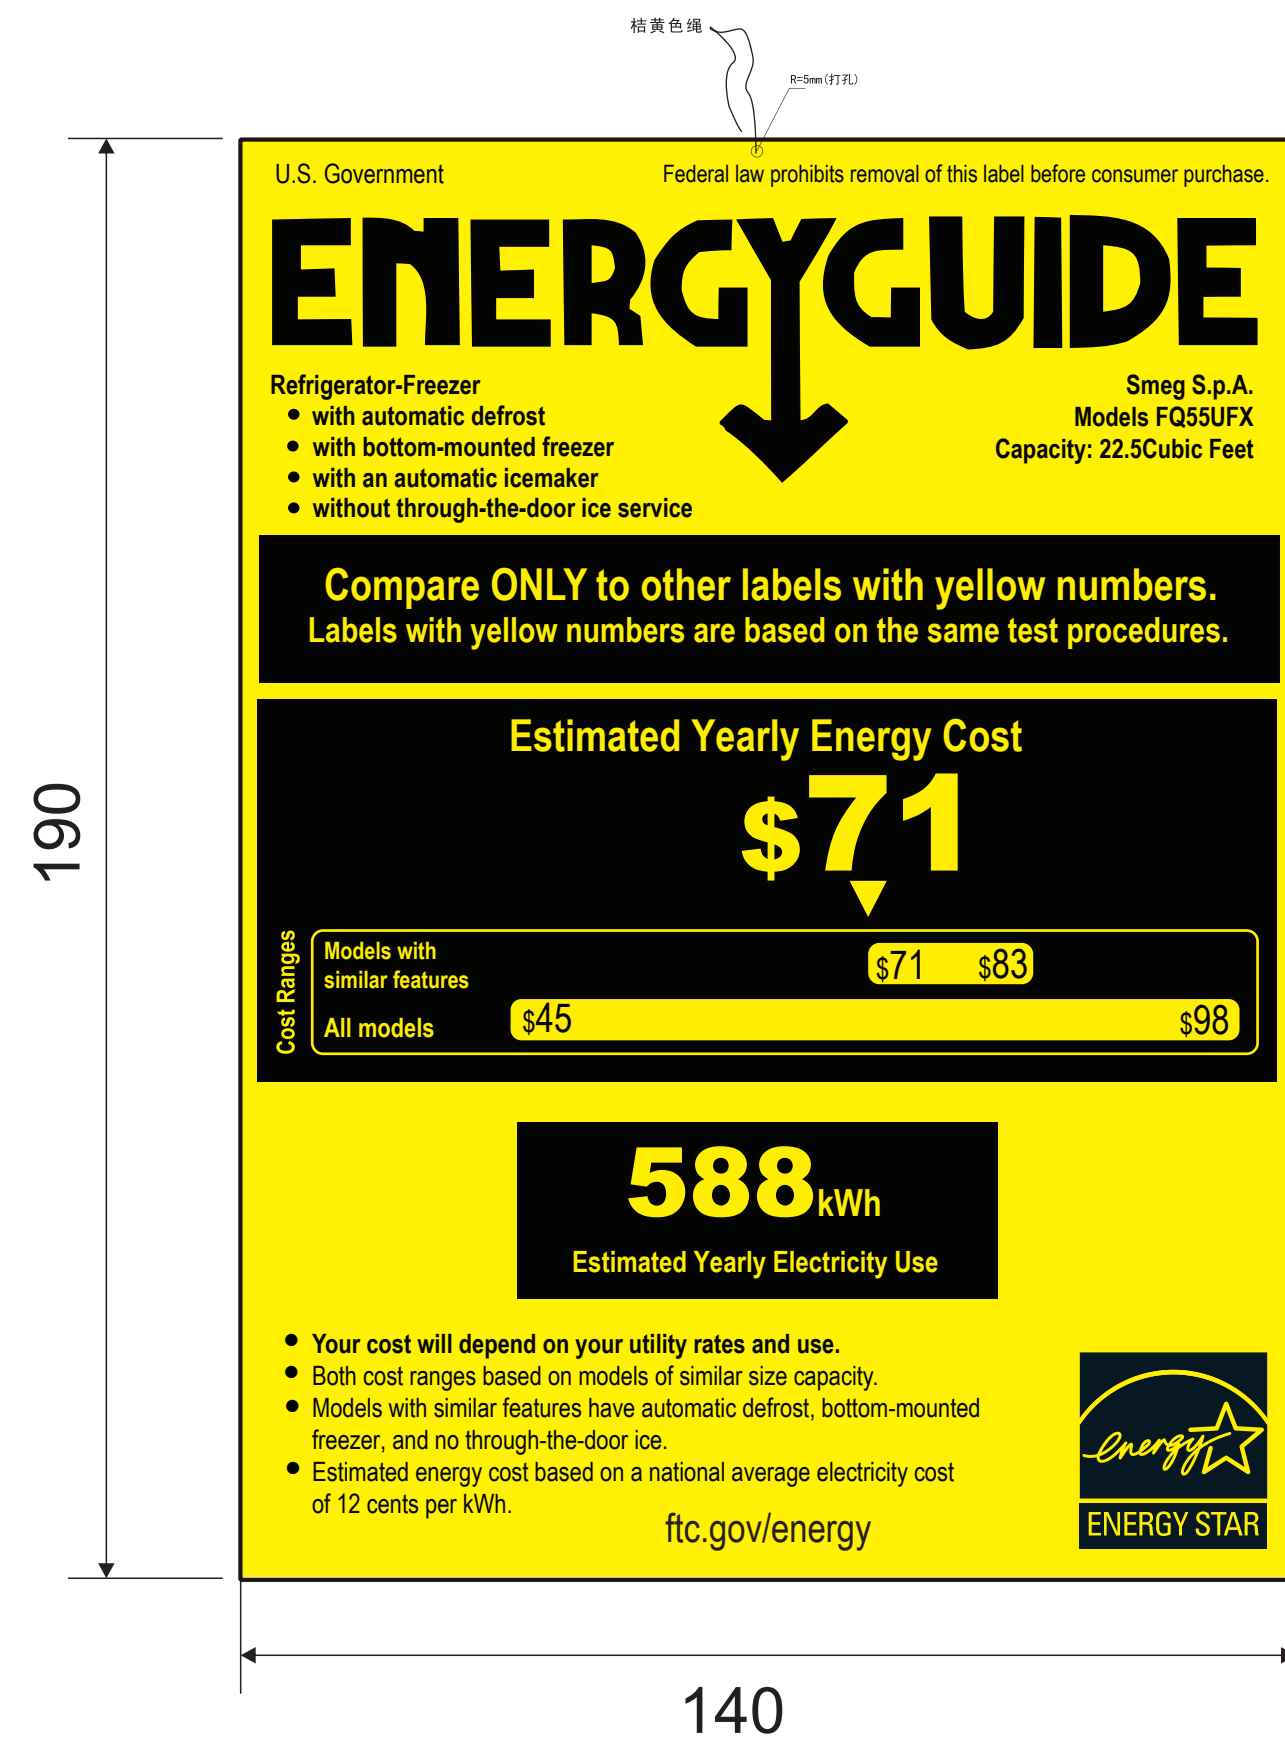 桔黄色绳
R=5mm(打孔)
U.S. Government
Federal law prohibits removal of this label before consumer purchase.
ENERGYGUIDE
Refrigerator-Freezer
● with automatic defrost
● with bottom-mounted freezer
● with an automatic icemaker
● without through-the-door ice service
Smeg S.p.A.
Models FQ55UFX
Capacity: 22.5Cubic Feet
Compare ONLY to other labels with yellow numbers.
Labels with yellow numbers are based on the same test procedures.
Estimated Yearly Energy Cost
$71
Cost Ranges
Models with
similar features
$71 $83
All models
$45 $98
588kWh
Estimated Yearly Electricity Use
● Your cost will depend on your utility rates and use.
● Both cost ranges based on models of similar size capacity.
● Models with similar features have automatic defrost, bottom-mounted
freezer, and no through-the-door ice.
● Estimated energy cost based on a national average electricity cost
of 12 cents per kWh.
ftc.gov/energy
energy
ENERGY STAR
190
140